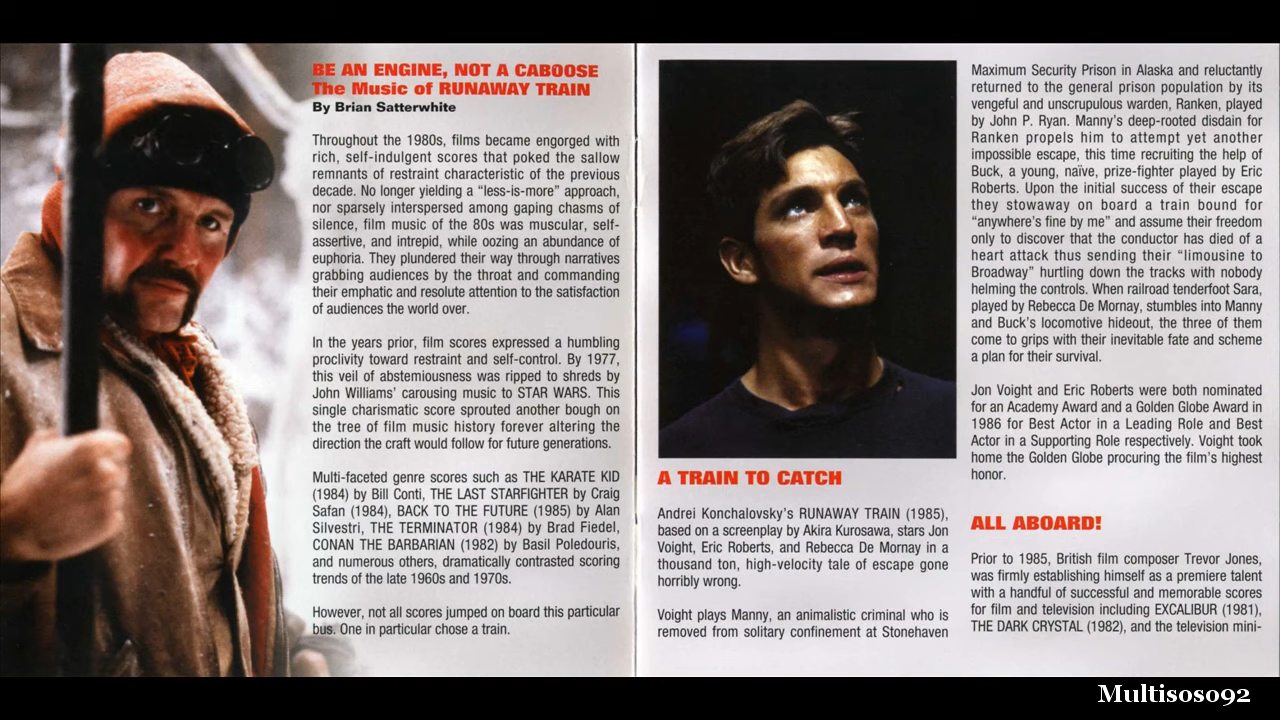 BE AN ENGINE, NOT A CABOOSE
The Music of RUNAWAY TRAIN
By Brian Satterwhite
Throughout the 1980s, films became engorged with
rich, self-indulgent scores that poked the sallow
remnants of restraint characteristic of the previous
decade. No longer yielding a “less-is-more” approach,
nor sparsely interspersed among gaping chasms of
silence, film music of the 80s was muscular, self-
assertive, and intrepid, while oozing an abundance of
euphoria. They plundered their way through narratives
grabbing audiences by the throat and commanding
their emphatic and resolute attention to the satisfaction
of audiences the world over.
In the years prior, film scores expressed a humbling
proclivity toward restraint and self-control. By 1977,
this veil of abstemiousness was ripped to shreds by
John Williams’ carousing music to STAR WARS. This
single charismatic score sprouted another bough on
the tree of film music history forever altering the
direction the craft would follow for future generations.
Multi-faceted genre scores such as THE KARATE KID
(1984) by Bill Conti, THE LAST STARFIGHTER by Craig
Safan (1984), BACK TO THE FUTURE (1985) by Alan
Silvestri, THE TERMINATOR (1984) by Brad Fiedel,
CONAN THE BARBARIAN (1982) by Basil Poledouris,
and numerous others, dramatically contrasted scoring
trends of the late 1960s and 1970s.
However, not all scores jumped on board this particular
bus. One in particular chose a train.
A TRAIN TO CATCH
Andrei Konchalovsky’s RUNAWAY TRAIN (1985),
based on a screenplay by Akira Kurosawa, stars Jon
Voight, Eric Roberts, and Rebecca De Mornay in a
thousand ton, high-velocity tale of escape gone
horribly wrong.
Voight plays Manny, an animalistic criminal who is
removed from solitary confinement at Stonehaven
Maximum Security Prison in Alaska and reluctantly
returned to the general prison population by its
vengeful and unscrupulous warden, Ranken, played
by John P. Ryan. Manny’s deep-rooted disdain for
Ranken propels him to attempt yet another
impossible escape, this time recruiting the help of
Buck, a young, naïve, prize-fighter played by Eric
Roberts. Upon the initial success of their escape
they stowaway on board a train bound for
“anywhere’s fine by me” and assume their freedom
only to discover that the conductor has died of a
heart attack thus sending their “limousine to
Broadway” hurtling down the tracks with nobody
helming the controls. When railroad tenderfoot Sara,
played by Rebecca De Mornay, stumbles into Manny
and Buck’s locomotive hideout, the three of them
come to grips with their inevitable fate and scheme
a plan for their survival.
Jon Voight and Eric Roberts were both nominated
for an Academy Award and a Golden Globe Award in
1986 for Best Actor in a Leading Role and Best
Actor in a Supporting Role respectively. Voight took
home the Golden Globe procuring the film’s highest
honor.
ALL ABOARD!
Prior to 1985, British film composer Trevor Jones,
was firmly establishing himself as a premiere talent
with a handful of successful and memorable scores
for film and television including EXCALIBUR (1981),
THE DARK CRYSTAL (1982), and the television mini-
Multisoso92